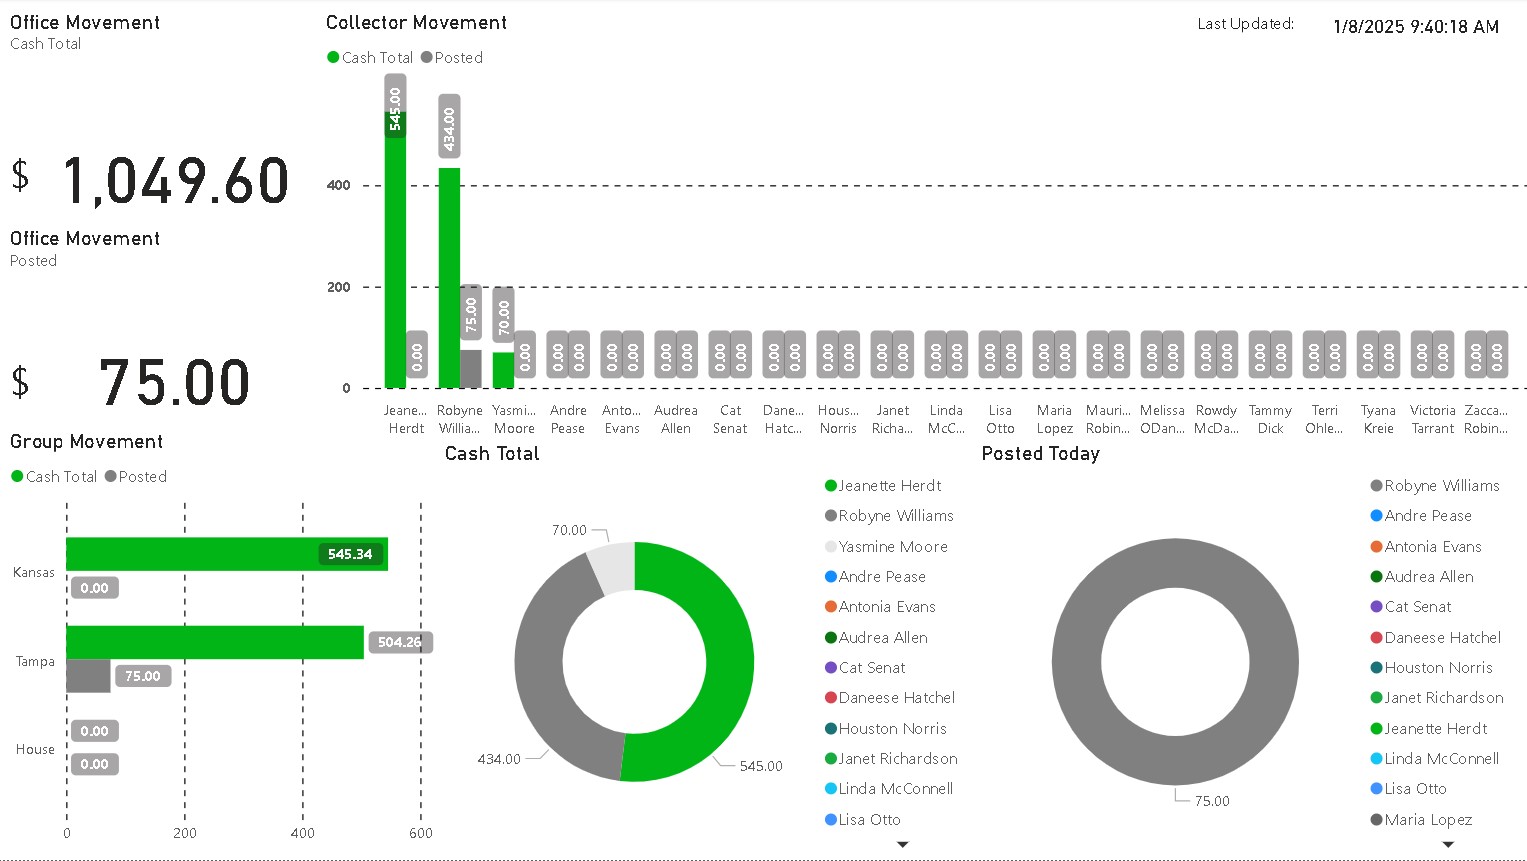 Office Movement
Cash Total
$ 1,049.60
Office Movement
Posted
$ 75.00
Collector Movement
Cash Total Posted
Last Updated: 1/8/2025 9:40:18 AM
400
200
0
545.00 0.00 434.00 75.00 70.00 0.00 0.00 0.00 0.00 0.00 0.00 0.00 0.00 0.00 0.00 0.00 0.00 0.00 0.00 0.00 0.00 0.00 0.00 0.00 0.00 0.00 0.00 0.00 0.00 0.00 0.00 0.00 0.00 0.00 0.00 0.00 0.00 0.00 0.00 0.00 0.00 0.00
Jeane... Robyne Yasmi... Andre Anto... Audrea Cat Dane... Hous... Janet Linda Lisa Maria Mauri... Melissa Rowdy Tammy Terri Tyana Victoria Zacca...
Herdt Willia... Moore Pease Evans Allen Senat Hatc... Norris Richa... McC... Otto Lopez Robin... ODan... McDa... Dick Ohle... Kreie Tarrant Robin...
Group Movement
Cash Total Posted
Kansas
545.34
0.00
Tampa
504.26
75.00
House
0.00
0.00
0 200 400 600
Cash Total
70.00
434.00
545.00
Jeanette Herdt
Robyne Williams
Yasmine Moore
Andre Pease
Antonia Evans
Audrea Allen
Cat Senat
Daneese Hatchel
Houston Norris
Janet Richardson
Linda McConnell
Lisa Otto
Posted Today
75.00
Robyne Williams
Andre Pease
Antonia Evans
Audrea Allen
Cat Senat
Daneese Hatchel
Houston Norris
Janet Richardson
Jeanette Herdt
Linda McConnell
Lisa Otto
Maria Lopez